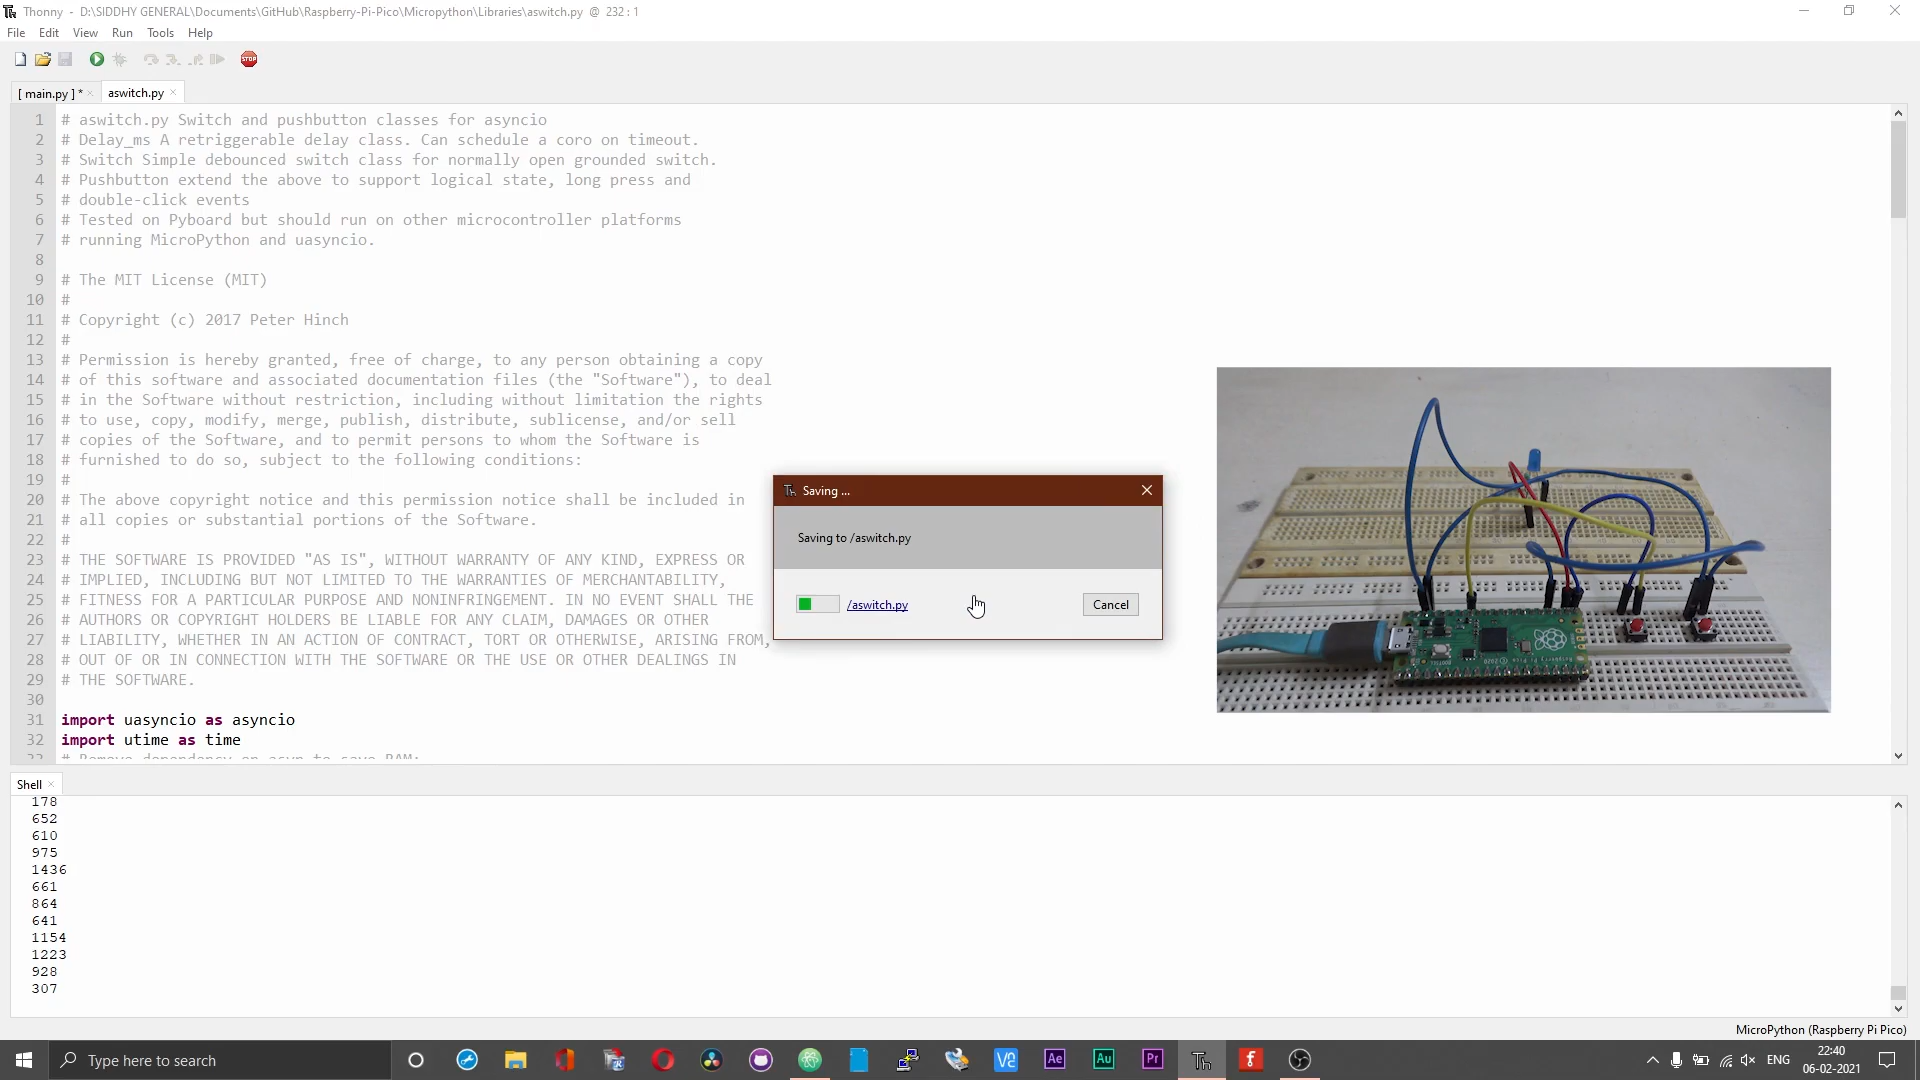 Thonny - D:\SIDDHY GENERAL\Documents\GitHub\Raspberry-Pi-Pico\Micropython\Libraries\aswitch.py @ 232 : 1
File Edit View Run Tools Help
STOP
[ main.py ] * aswitch.py
1 # aswitch.py Switch and pushbutton classes for asyncio
2 # Delay_ms A retriggerable delay class. Can schedule a coro on timeout.
3 # Switch Simple debounced switch class for normally open grounded switch.
4 # Pushbutton extend the above to support logical state, long press and
5 # double-click events
6 # Tested on Pyboard but should run on other microcontroller platforms
7 # running MicroPython and uasyncio.
8
9 # The MIT License (MIT)
10 #
11 # Copyright (c) 2017 Peter Hinch
12 #
13 # Permission is hereby granted, free of charge, to any person obtaining a copy
14 # of this software and associated documentation files (the "Software"), to deal
15 # in the Software without restriction, including without limitation the rights
16 # to use, copy, modify, merge, publish, distribute, sublicense, and/or sell
17 # copies of the Software, and to permit persons to whom the Software is
18 # furnished to do so, subject to the following conditions:
19 #
20 # The above copyright notice and this permission notice shall be included in
21 # all copies or substantial portions of the Software.
22 #
23 # THE SOFTWARE IS PROVIDED "AS IS", WITHOUT WARRANTY OF ANY KIND, EXPRESS OR
24 # IMPLIED, INCLUDING BUT NOT LIMITED TO THE WARRANTIES OF MERCHANTABILITY,
25 # FITNESS FOR A PARTICULAR PURPOSE AND NONINFRINGEMENT. IN NO EVENT SHALL THE
26 # AUTHORS OR COPYRIGHT HOLDERS BE LIABLE FOR ANY CLAIM, DAMAGES OR OTHER
27 # LIABILITY, WHETHER IN AN ACTION OF CONTRACT, TORT OR OTHERWISE, ARISING FROM,
28 # OUT OF OR IN CONNECTION WITH THE SOFTWARE OR THE USE OR OTHER DEALINGS IN
29 # THE SOFTWARE.
30
31 import uasyncio as asyncio
32 import utime as time
33 # Remove dependency on asyn to save RAM:
Saving ...
Saving to /aswitch.py
/aswitch.py
Cancel
Shell
178
652
610
975
1436
661
864
641
1154
1223
928
307
MicroPython (Raspberry Pi Pico)
Type here to search
Ae Au Pr Th
ENG
22:40
06-02-2021